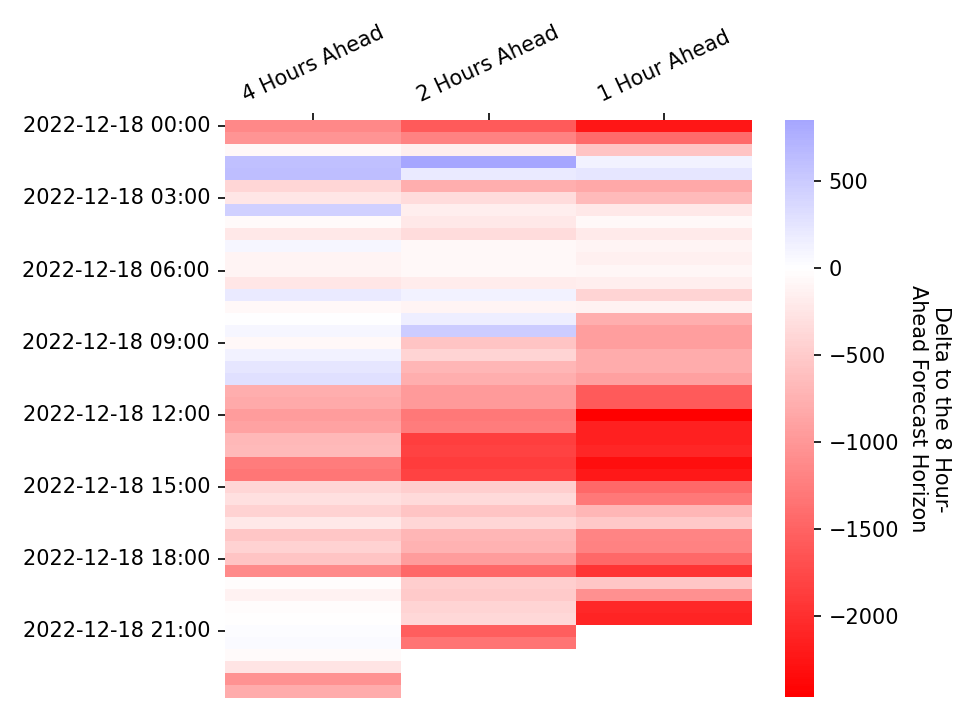 4 Hours Ahead
2 Hours Ahead
1 Hour Ahead
2022-12-18 00:00
2022-12-18 03:00
2022-12-18 06:00
2022-12-18 09:00
2022-12-18 12:00
2022-12-18 15:00
2022-12-18 18:00
2022-12-18 21:00
500
0
−500
−1000
−1500
−2000
Delta to the 8 Hour-
Ahead Forecast Horizon